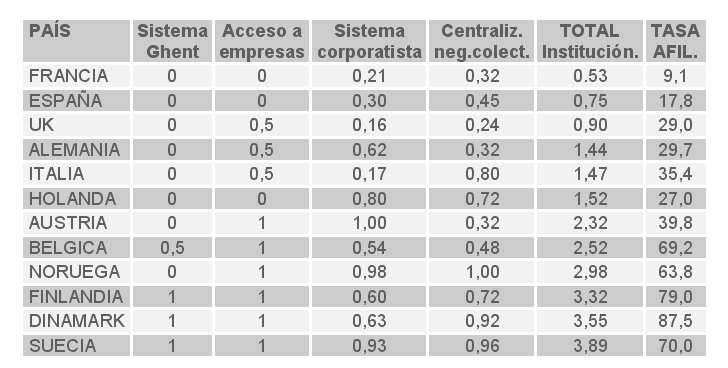 PAÍS Sistema Ghent Acceso a empresas Sistema corporatista Centraliz. neg.colect. TOTAL Institución. TASA AFIL.
FRANCIA 0 0 0,21 0,32 0.53 9,1
ESPAÑA 0 0 0,30 0,45 0,75 17,8
UK 0 0,5 0,16 0,24 0,90 29,0
ALEMANIA 0 0,5 0,62 0,32 1,44 29,7
ITALIA 0 0,5 0,17 0,80 1,47 35,4
HOLANDA 0 0 0,80 0,72 1,52 27,0
AUSTRIA 0 1 1,00 0,32 2,32 39,8
BELGICA 0,5 1 0,54 0,48 2,52 69,2
NORUEGA 0 1 0,98 1,00 2,98 63,8
FINLANDIA 1 1 0,60 0,72 3,32 79,0
DINAMARK 1 1 0,63 0,92 3,55 87,5
SUECIA 1 1 0,93 0,96 3,89 70,0